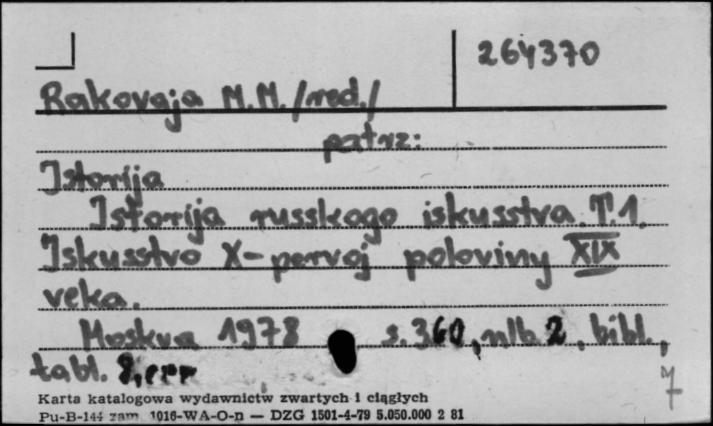 264370
Rakovaja M.M. /red./
patrz:
Istorija
Istorija russkogo iskusstva. T.1.
Iskusstvo X-pervoj poloviny XIX
veka.
Moskva 1978 s. 360, nlb 2, bibl.,
tabl. 8, err
7
Karta katalogowa wydawnictw zwartych i ciągłych
Pu-B-144 zam. 1016-WA-O-n — DZG 1501-4-79 5.050.000 2 81